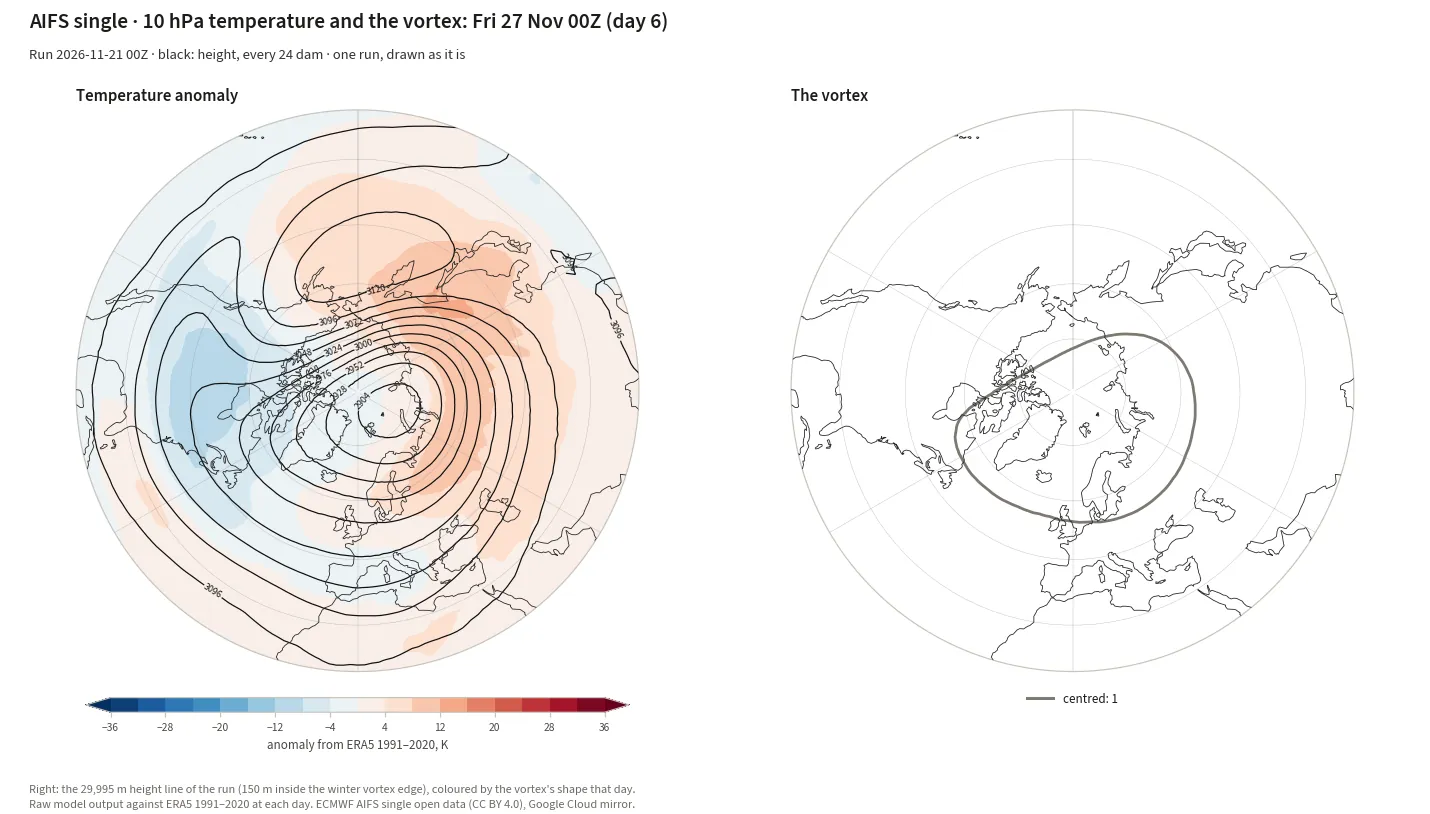 AIFS single · 10 hPa temperature and the vortex: Fri 27 Nov 00Z (day 6)
Run 2026-11-21 00Z · black: height, every 24 dam · one run, drawn as it is
Temperature anomaly
The vortex
3120
3096
3072
3048
3024
3000
2976
2952
2928
2904
3096
3096
−36 −28 −20 −12 −4 4 12 20 28 36
anomaly from ERA5 1991–2020, K
centred: 1
Right: the 29,995 m height line of the run (150 m inside the winter vortex edge), coloured by the vortex's shape that day.
Raw model output against ERA5 1991–2020 at each day. ECMWF AIFS single open data (CC BY 4.0), Google Cloud mirror.